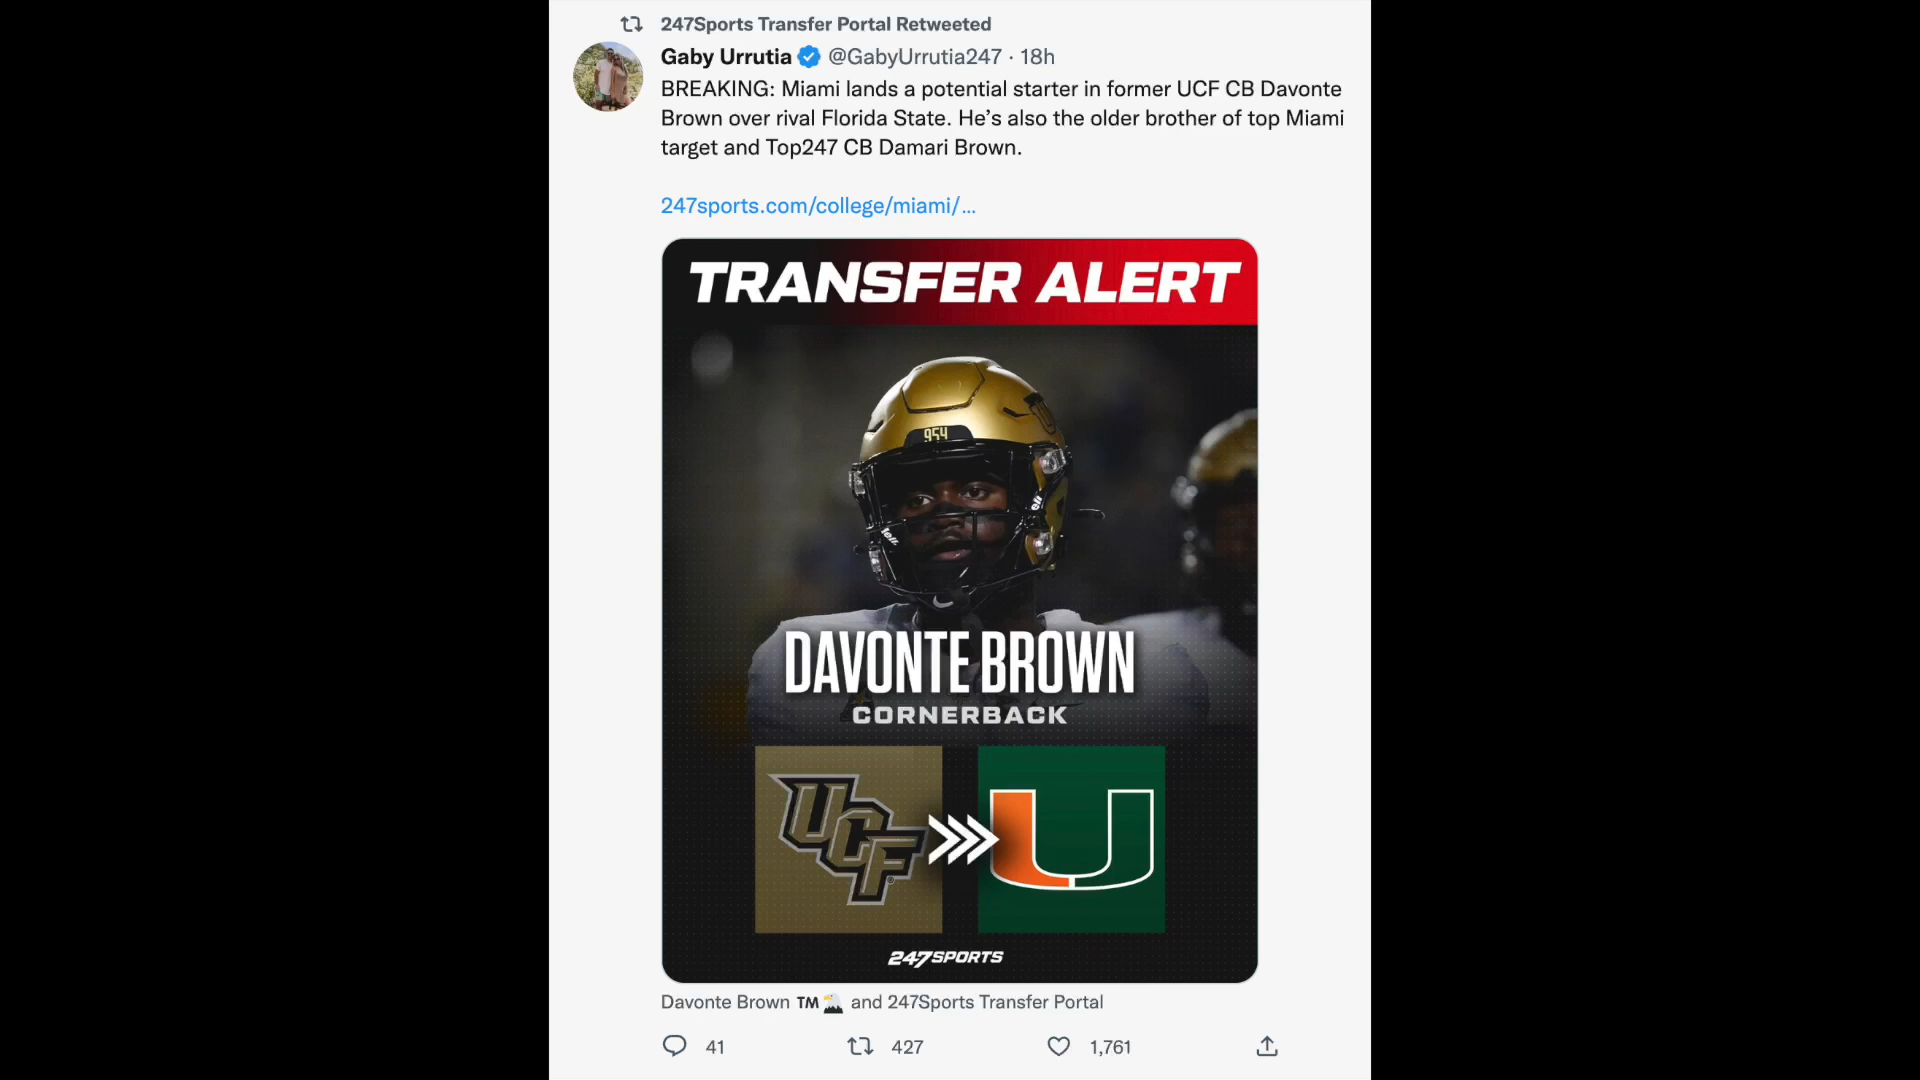 247Sports Transfer Portal Retweeted
Gaby Urrutia @GabyUrrutia247 · 18h
BREAKING: Miami lands a potential starter in former UCF CB Davonte
Brown over rival Florida State. He’s also the older brother of top Miami
target and Top247 CB Damari Brown.
247sports.com/college/miami/…
TRANSFER ALERT
954
DAVONTE BROWN
CORNERBACK
UCF
U
247SPORTS
Davonte Brown ™️🦅 and 247Sports Transfer Portal
41 427 1,761